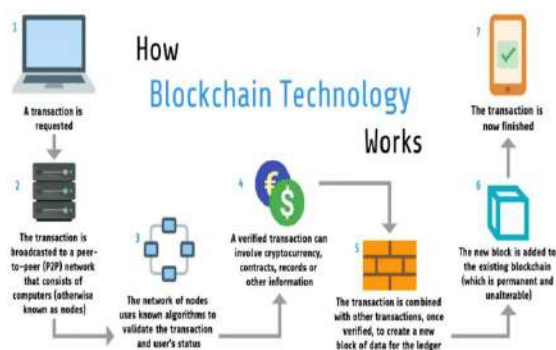 How
Blockchain Technology
Works
1
A transaction is
requested
2
The transaction is
broadcasted to a peer-
to-peer (P2P) network
that consists of
computers (otherwise
known as nodes)
3
The network of nodes
uses known algorithms to
validate the transaction
and user's status
4
€
$
A verified transaction can
involve cryptocurrency,
contracts, records or
other information
5
The transaction is combined
with other transactions, once
verified, to create a new
block of data for the ledger
6
The new block is added to
the existing blockchain
(which is permanent and
unalterable)
7
The transaction is
now finished